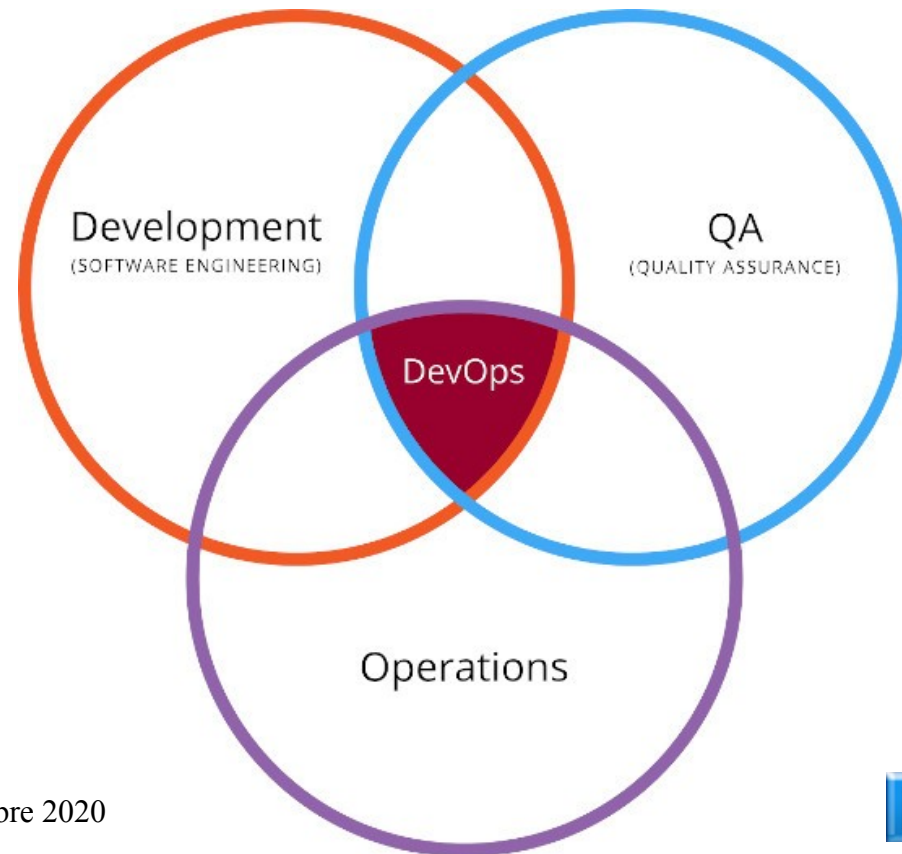 Development
(SOFTWARE ENGINEERING)
QA
(QUALITY ASSURANCE)
DevOps
Operations
bre 2020